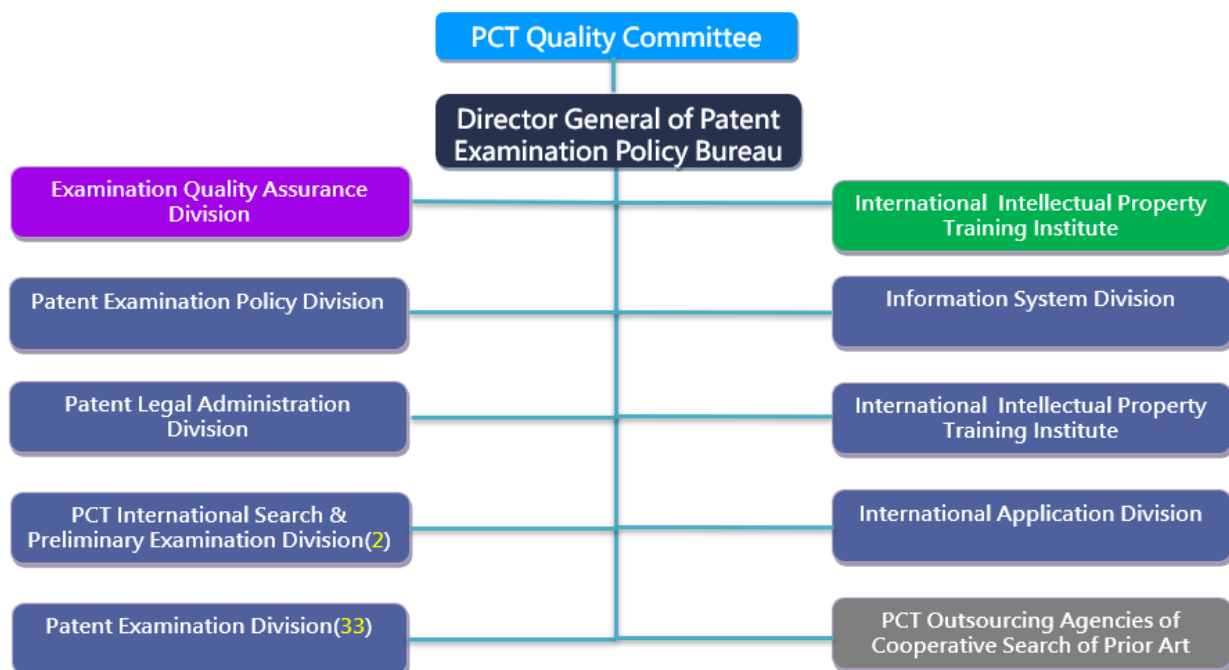 PCT Quality Committee
Director General of Patent
Examination Policy Bureau
Examination Quality Assurance
Division
International Intellectual Property
Training Institute
Patent Examination Policy Division
Information System Division
Patent Legal Administration
Division
International Intellectual Property
Training Institute
PCT International Search &
Preliminary Examination Division(2)
International Application Division
Patent Examination Division(33)
PCT Outsourcing Agencies of
Cooperative Search of Prior Art